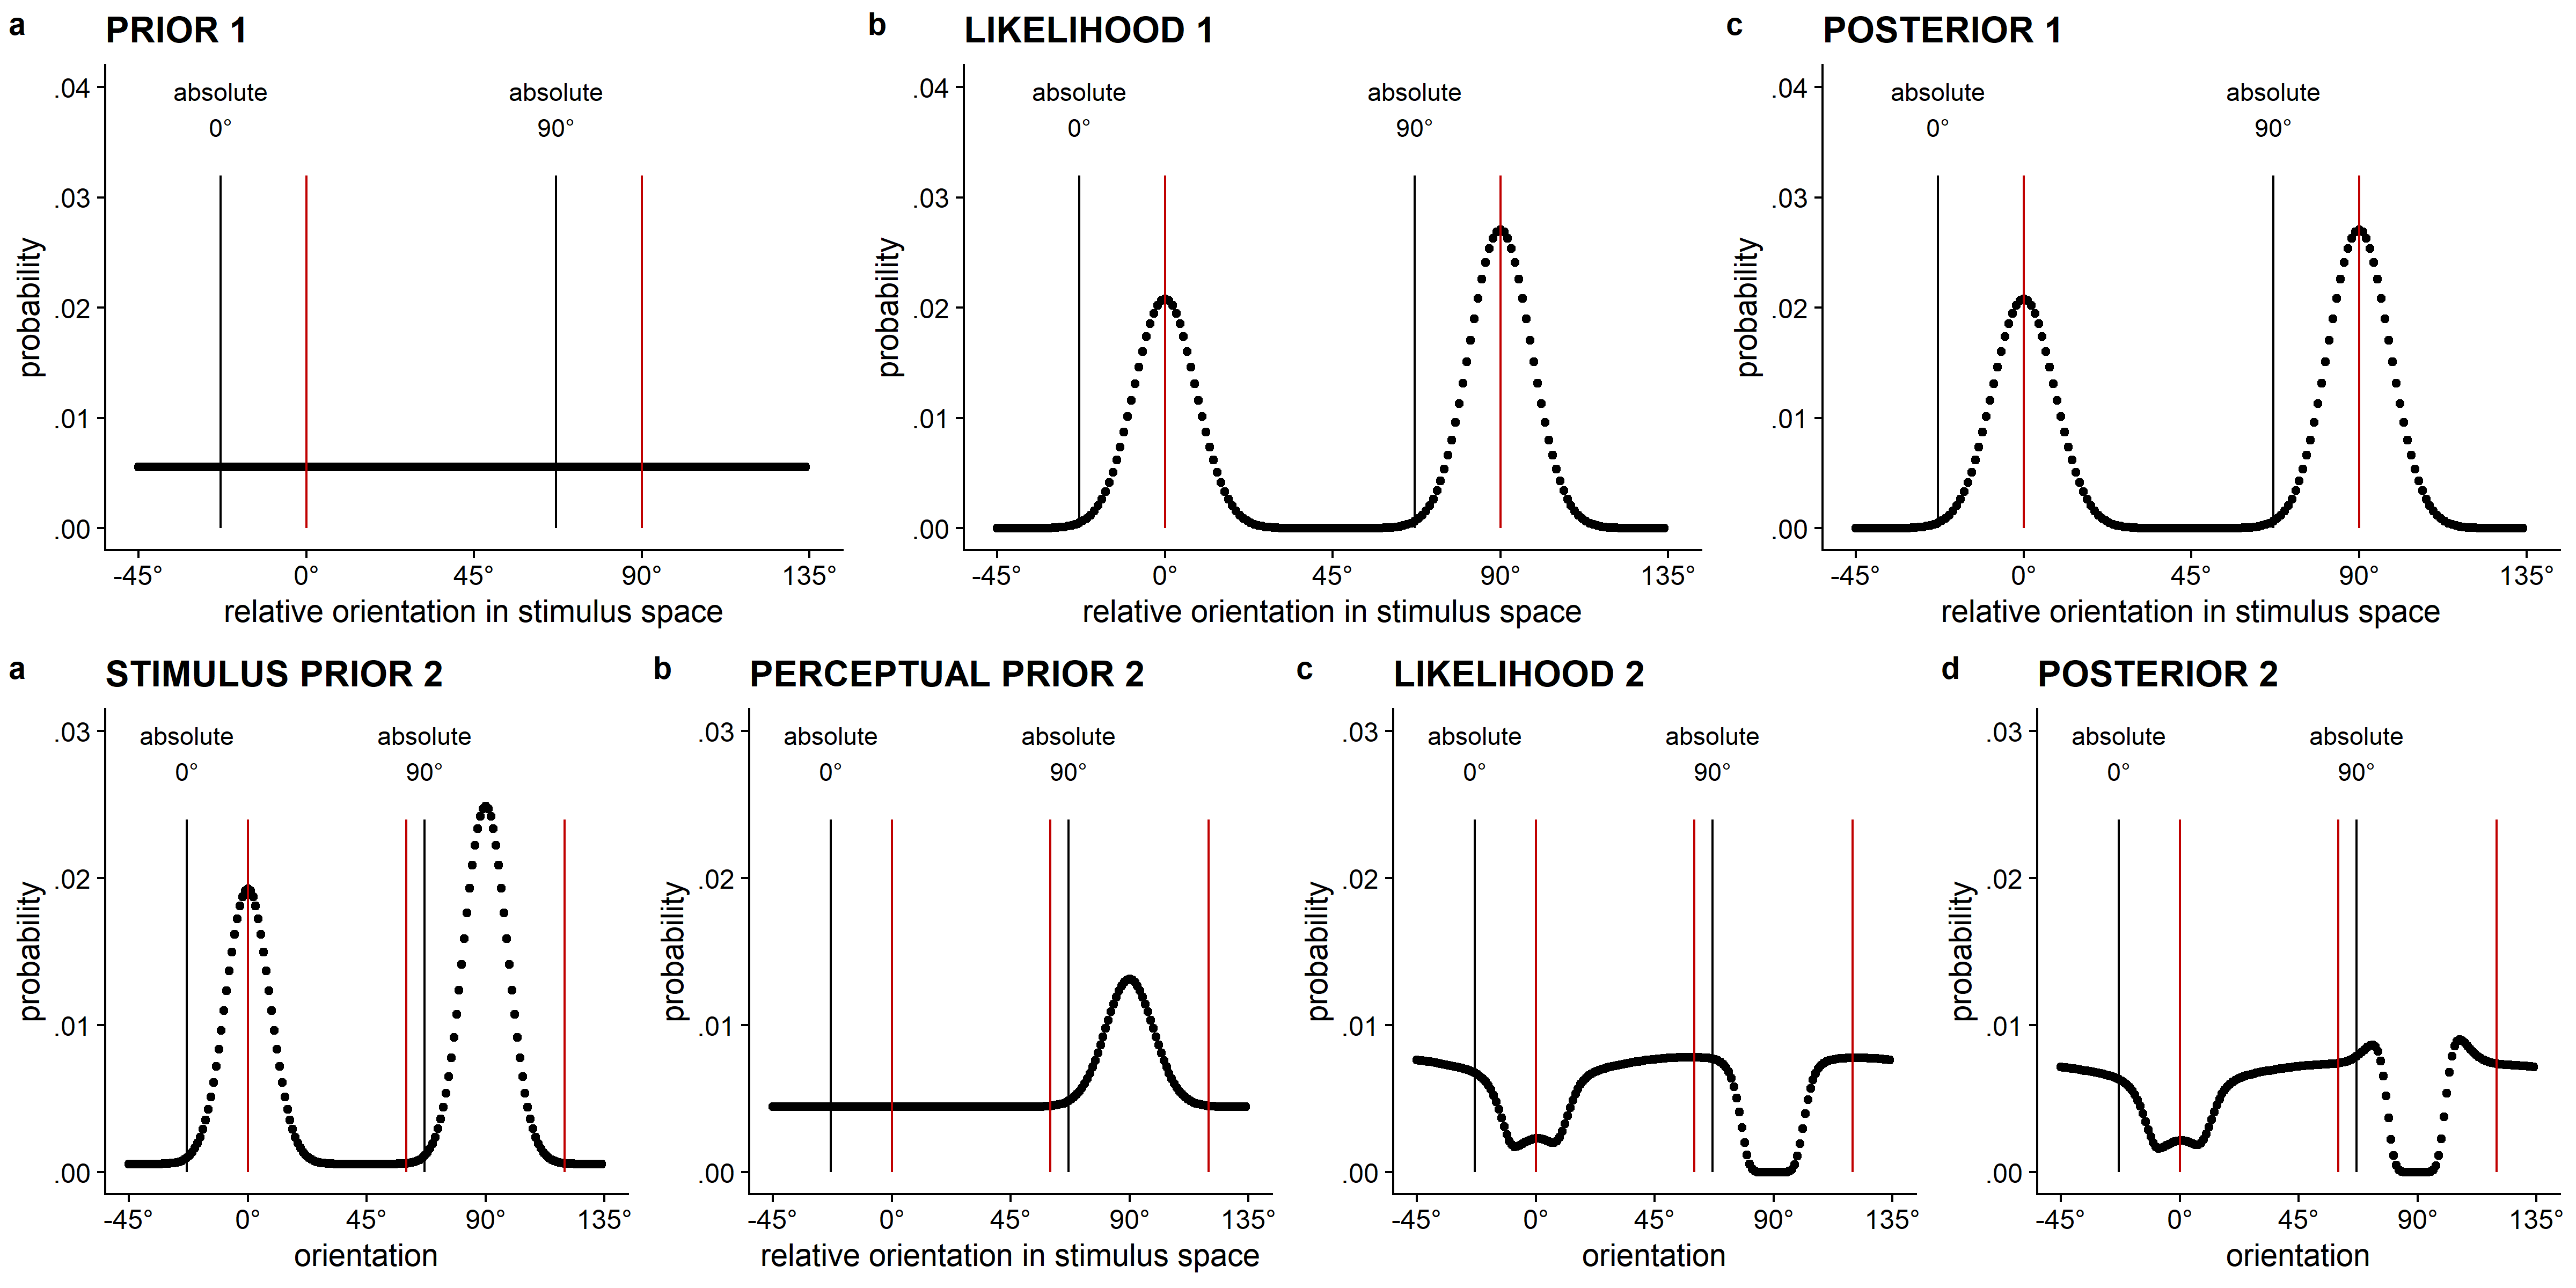 a PRIOR 1
absolute absolute
0° 90°
.04
.03
.02
.01
.00
probability
-45° 0° 45° 90° 135°
relative orientation in stimulus space
b LIKELIHOOD 1
absolute absolute
0° 90°
.04
.03
.02
.01
.00
probability
-45° 0° 45° 90° 135°
relative orientation in stimulus space
c POSTERIOR 1
absolute absolute
0° 90°
.04
.03
.02
.01
.00
probability
-45° 0° 45° 90° 135°
relative orientation in stimulus space
a STIMULUS PRIOR 2
absolute absolute
0° 90°
.03
.02
.01
.00
probability
-45° 0° 45° 90° 135°
orientation
b PERCEPTUAL PRIOR 2
absolute absolute
0° 90°
.03
.02
.01
.00
probability
-45° 0° 45° 90° 135°
relative orientation in stimulus space
c LIKELIHOOD 2
absolute absolute
0° 90°
.03
.02
.01
.00
probability
-45° 0° 45° 90° 135°
orientation
d POSTERIOR 2
absolute absolute
0° 90°
.03
.02
.01
.00
probability
-45° 0° 45° 90° 135°
orientation